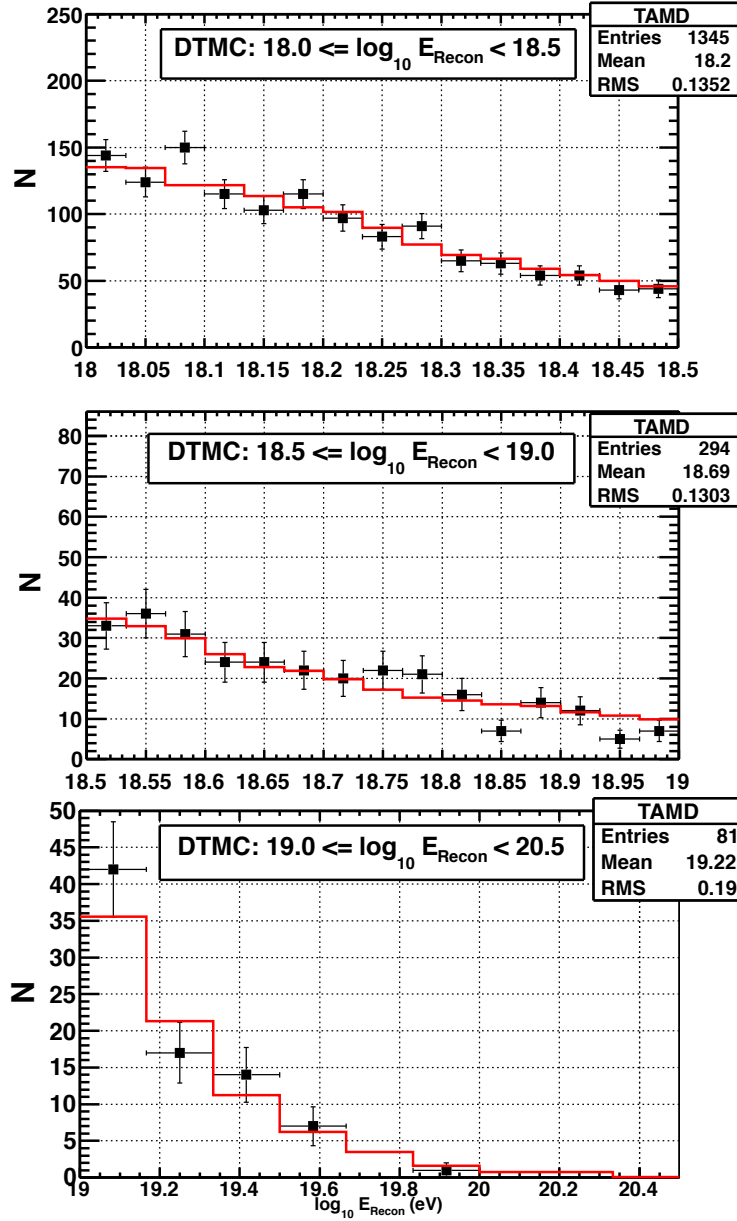 TAMD
Entries 1345
Mean 18.2
RMS 0.1352
DTMC: 18.0 <= log10 ERecon < 18.5
N
250
200
150
100
50
0
18 18.05 18.1 18.15 18.2 18.25 18.3 18.35 18.4 18.45 18.5
TAMD
Entries 294
Mean 18.69
RMS 0.1303
DTMC: 18.5 <= log10 ERecon < 19.0
N
80
70
60
50
40
30
20
10
0
18.5 18.55 18.6 18.65 18.7 18.75 18.8 18.85 18.9 18.95 19
TAMD
Entries 81
Mean 19.22
RMS 0.19
DTMC: 19.0 <= log10 ERecon < 20.5
N
50
45
40
35
30
25
20
15
10
5
0
19 19.2 19.4 19.6 19.8 20 20.2 20.4
log10 ERecon (eV)